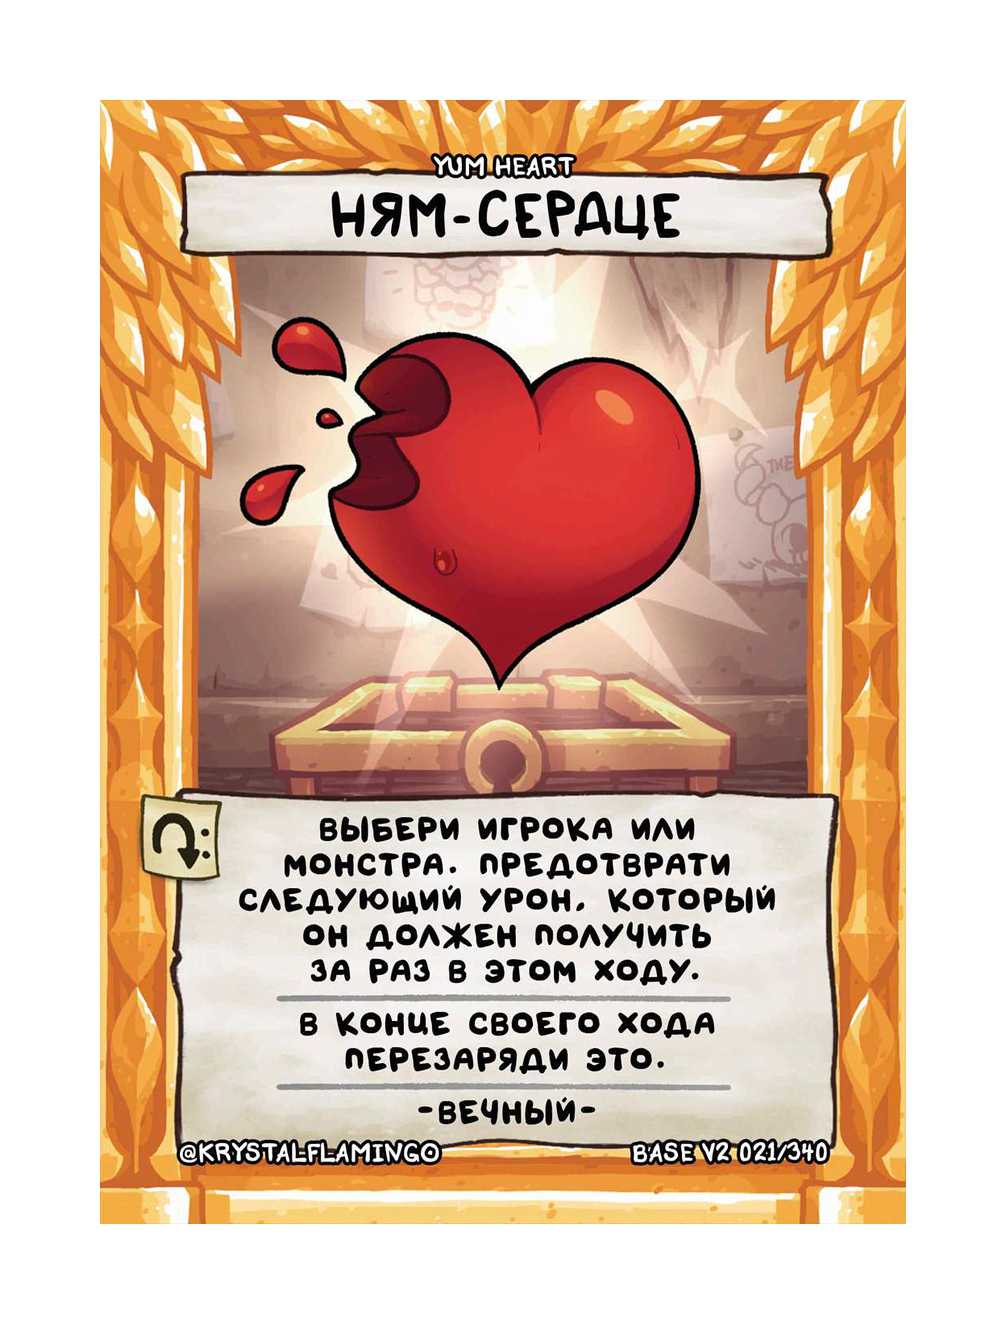 YUM HEART
НЯМ-СЕРДЦЕ
THE
ВЫБЕРИ ИГРОКА ИЛИ
МОНСТРА. ПРЕДОТВРАТИ
СЛЕДУЮЩИЙ УРОН, КОТОРЫЙ
ОН ДОЛЖЕН ПОЛУЧИТЬ
ЗА РАЗ В ЭТОМ ХОДУ.
В КОНЦЕ СВОЕГО ХОДА
ПЕРЕЗАРЯДИ ЭТО.
-ВЕЧНЫЙ-
@KRYSTALFLAMINGO
BASE V2 021/340